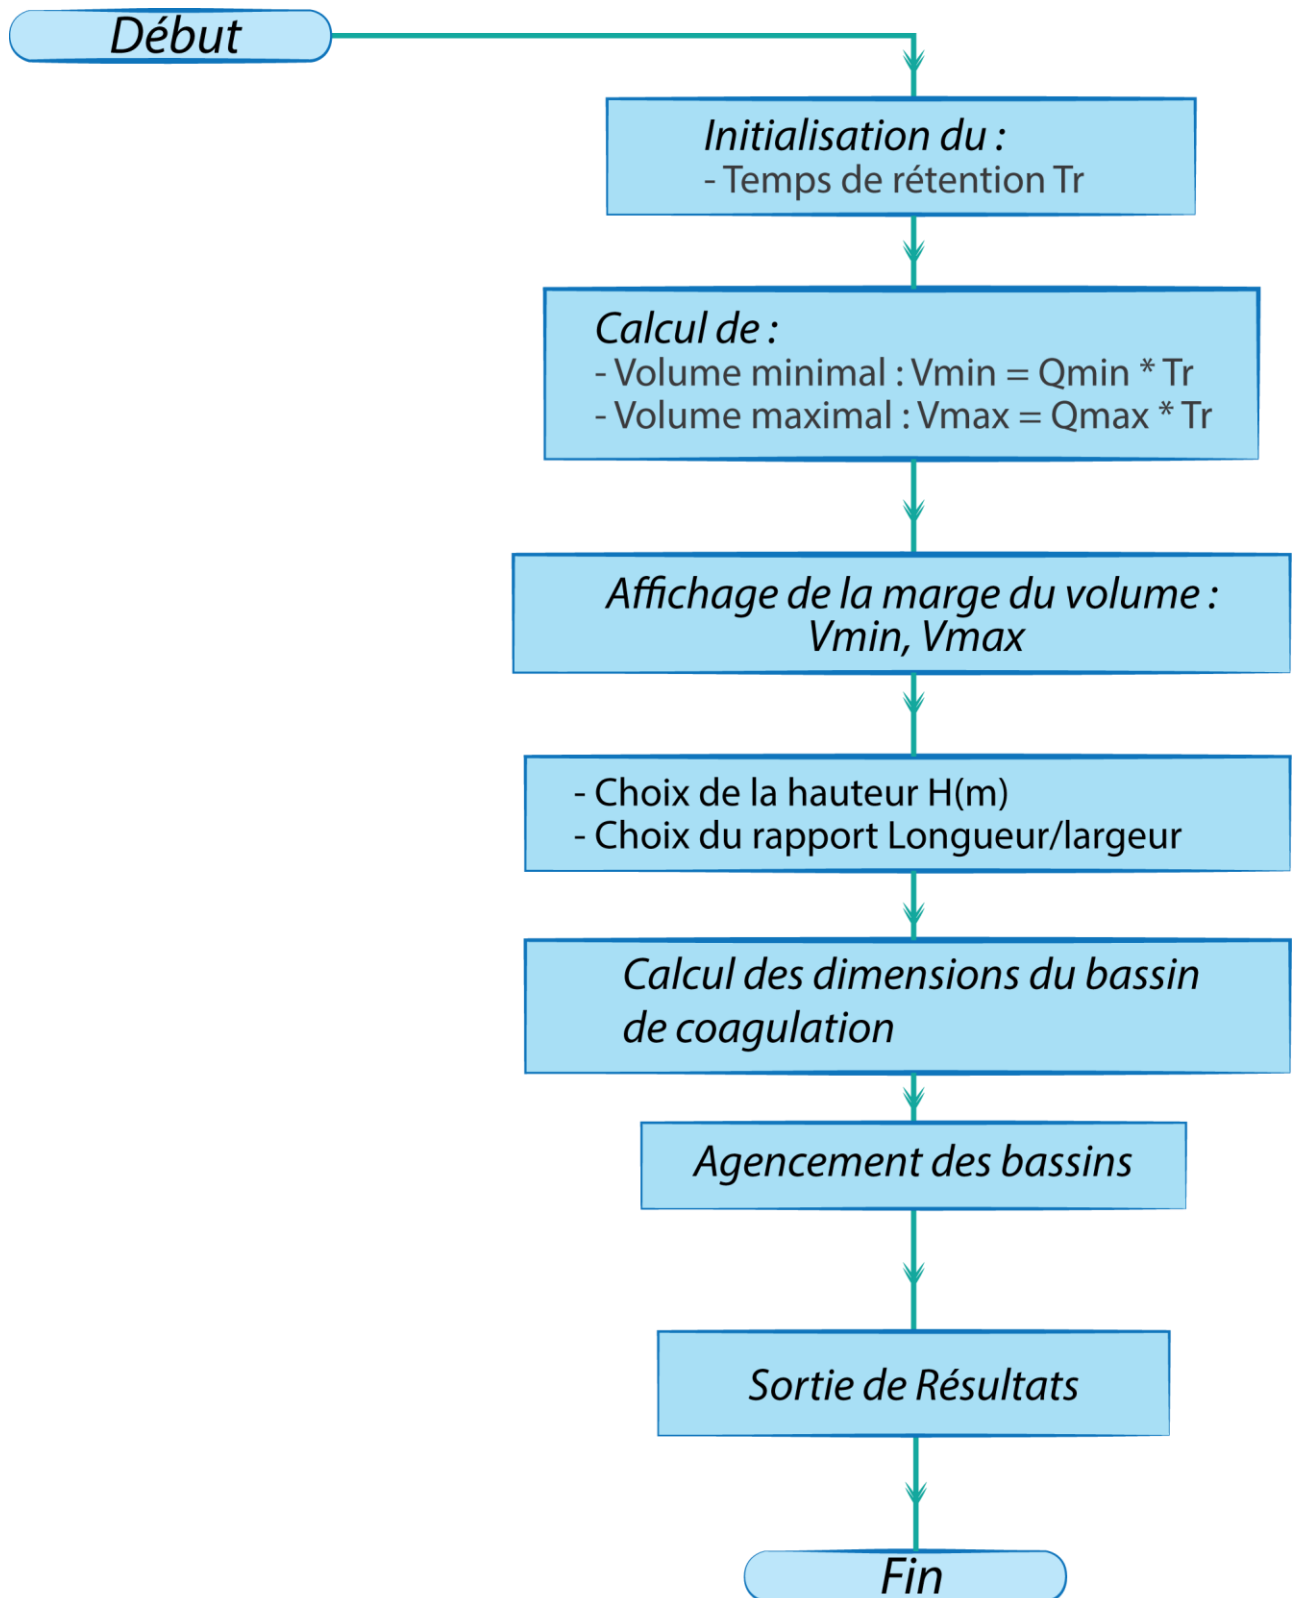 Début
Initialisation du :
- Temps de rétention Tr
Calcul de :
- Volume minimal : Vmin = Qmin * Tr
- Volume maximal : Vmax = Qmax * Tr
Affichage de la marge du volume :
Vmin, Vmax
- Choix de la hauteur H(m)
- Choix du rapport Longueur/largeur
Calcul des dimensions du bassin
de coagulation
Agencement des bassins
Sortie de Résultats
Fin